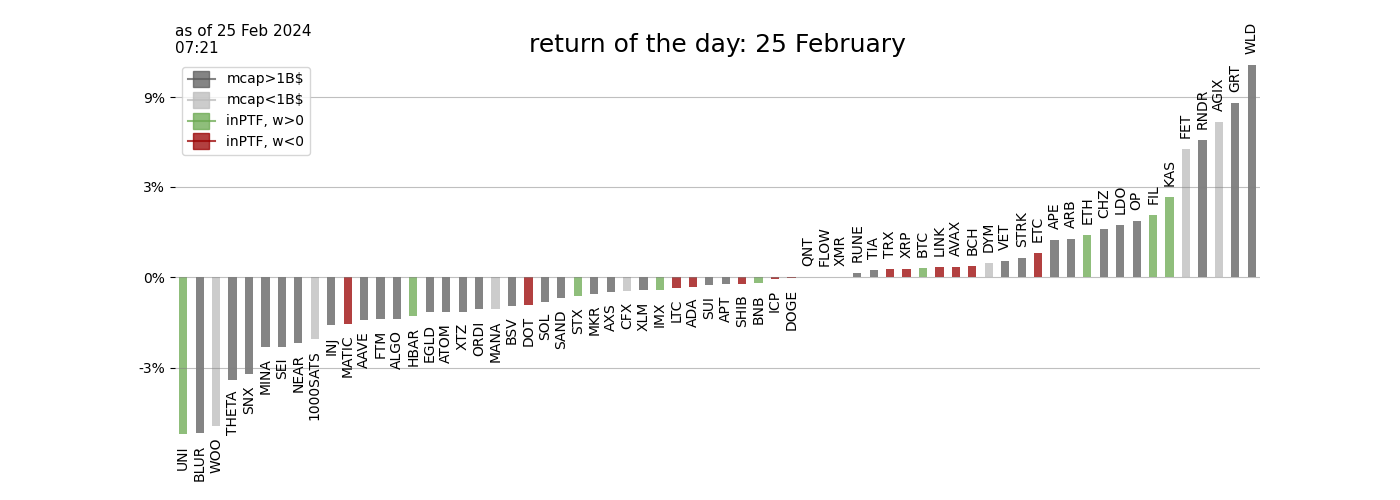 as of 25 Feb 2024
07:21
return of the day: 25 February
mcap>1B$
mcap<1B$
inPTF, w>0
inPTF, w<0
9%
3%
0%
-3%
UNI
BLUR
WOO
THETA
SNX
MINA
SEI
NEAR
1000SATS
INJ
MATIC
AAVE
FTM
ALGO
HBAR
EGLD
ATOM
XTZ
ORDI
MANA
BSV
DOT
SOL
SAND
STX
MKR
AXS
CFX
XLM
IMX
LTC
ADA
SUI
APT
SHIB
BNB
ICP
DOGE
QNT
FLOW
XMR
RUNE
TIA
TRX
XRP
BTC
LINK
AVAX
BCH
DYM
VET
STRK
ETC
APE
ARB
ETH
CHZ
LDO
OP
FIL
KAS
FET
RNDR
AGIX
GRT
WLD